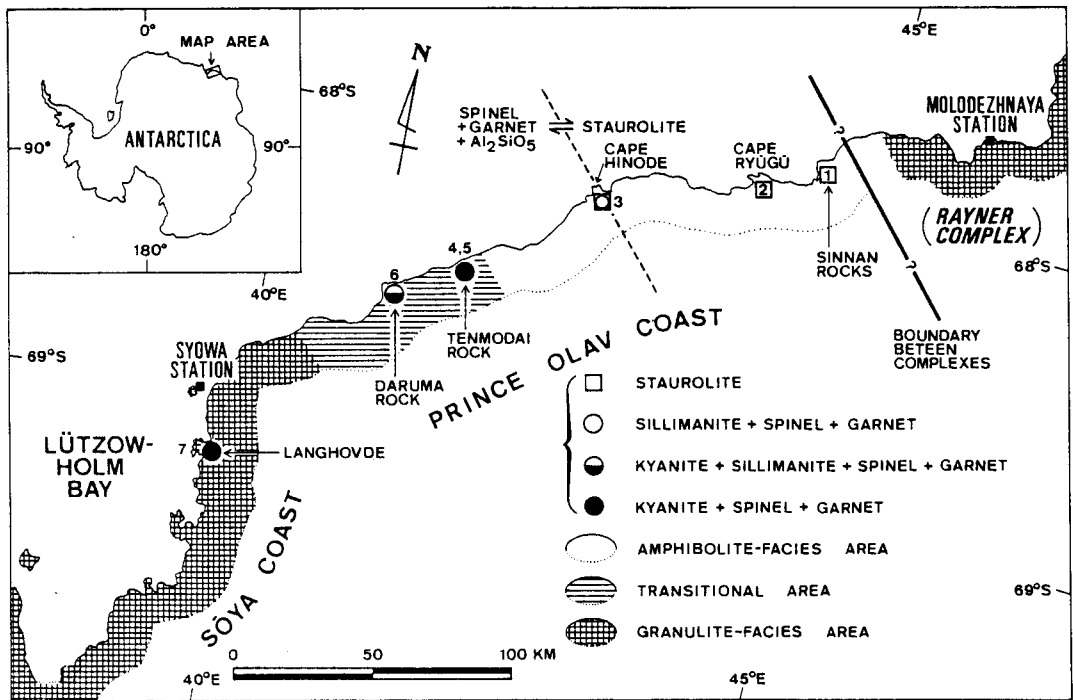 0°
MAP AREA
68°S
90°
ANTARCTICA
90°
180°
40°E
N
45°E
SPINEL
+ GARNET
+ Al₂SiO₅
⇌ STAUROLITE
CAPE
HINODE
CAPE
RYŪGŪ
MOLODEZHNAYA
STATION
?
1
2
3
(RAYNER
COMPLEX)
SINNAN
ROCKS
?
68°S
4,5
6
TENMODAI
ROCK
DARUMA
ROCK
BOUNDARY
BETEEN
COMPLEXES
69°S
SYOWA
STATION
PRINCE OLAV COAST
7
LANGHOVDE
LÜTZOW-
HOLM
BAY
SŌYA COAST
STAUROLITE
SILLIMANITE + SPINEL + GARNET
KYANITE + SILLIMANITE + SPINEL + GARNET
KYANITE + SPINEL + GARNET
AMPHIBOLITE-FACIES AREA
TRANSITIONAL AREA
GRANULITE-FACIES AREA
69°S
0 50 100 KM
40°E
45°E